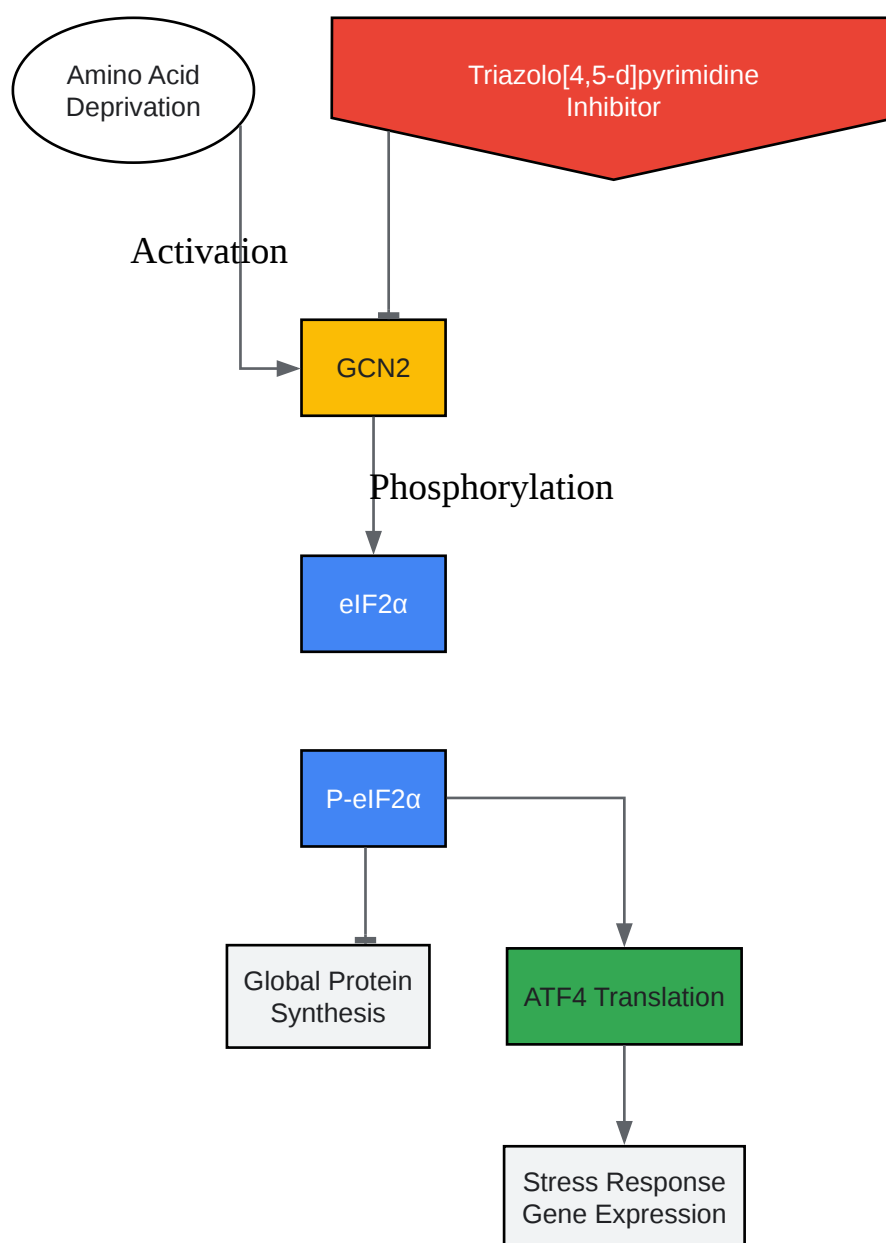 Amino Acid
Deprivation
Triazolo[4,5-d]pyrimidine
Inhibitor
Activation
GCN2
Phosphorylation
eIF2α
P-eIF2α
Global Protein
Synthesis
ATF4 Translation
Stress Response
Gene Expression